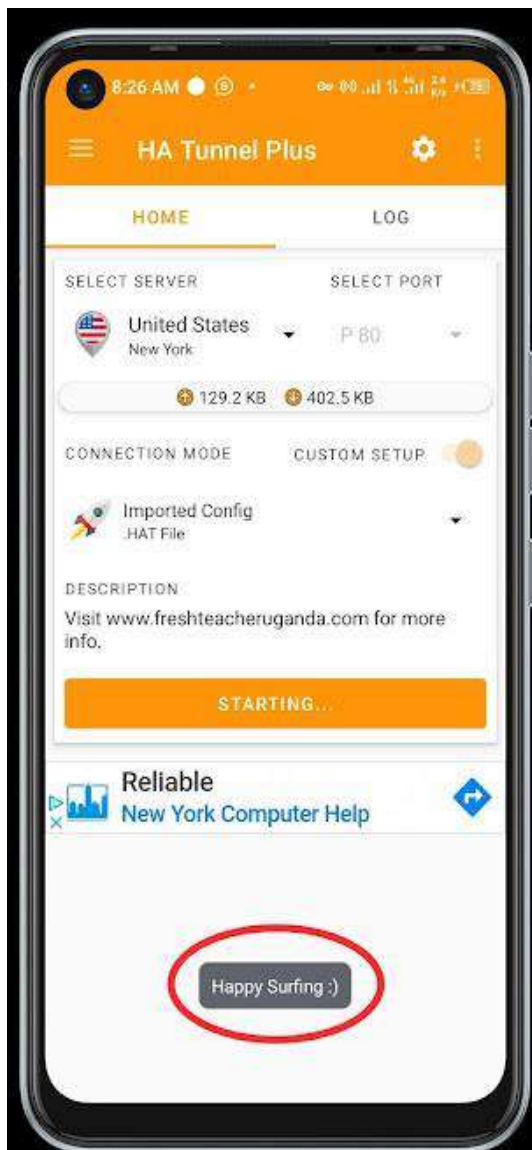 8:26 AM
HA Tunnel Plus
HOME LOG
SELECT SERVER SELECT PORT
United States
New York
P 80
129.2 KB 402.5 KB
CONNECTION MODE CUSTOM SETUP
Imported Config
.HAT File
DESCRIPTION
Visit www.freshteacheruganda.com for more
info.
STARTING...
Reliable
New York Computer Help
Happy Surfing :)